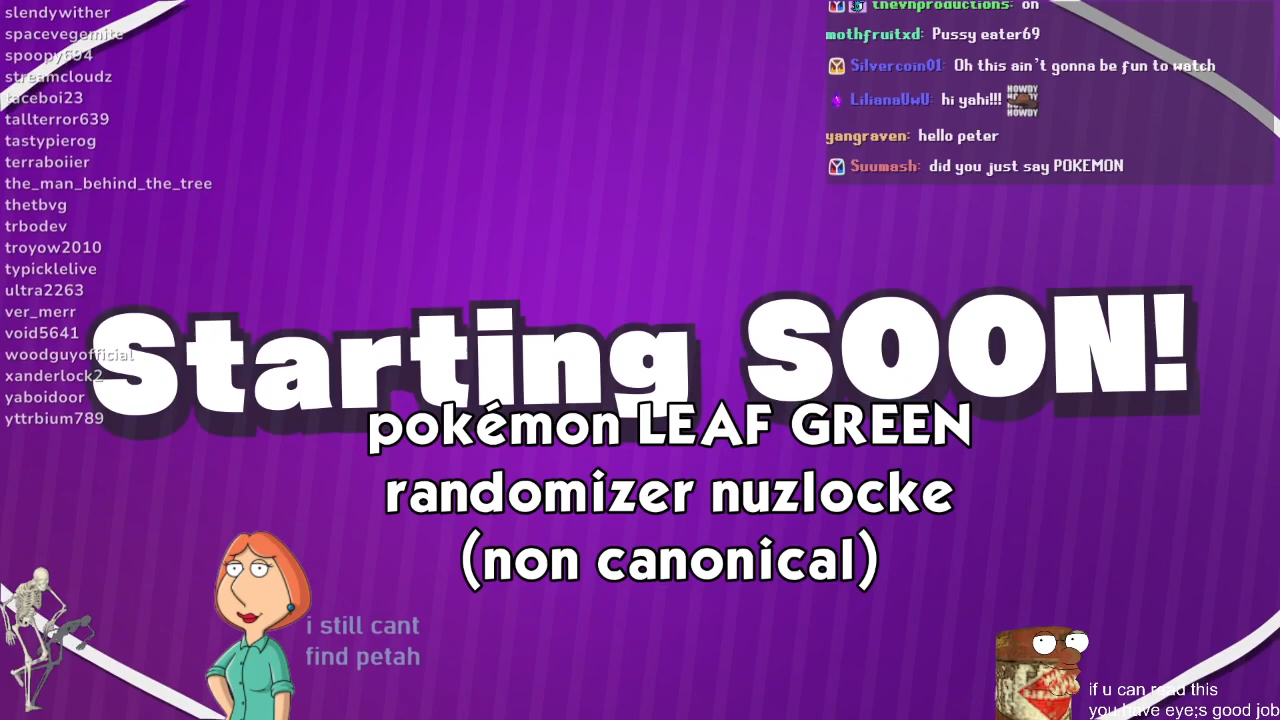 slendywither
spacevegemite
spoopy694
streamcloudz
taceboi23
tallterror639
tastypierog
terraboiier
the_man_behind_the_tree
thetbvg
trbodev
troyow2010
typicklelive
ultra2263
ver_merr
void5641
woodguyofficial
xanderlock2
yaboidoor
yttrbium789
thevnproductions: on
mothfruitxd: Pussy eater69
Silvercoin01: Oh this ain't gonna be fun to watch
LilianaUwU: hi yahi!!! HOWDY HOWDY
yangraven: hello peter
Suumash: did you just say POKEMON
Starting SOON!
pokémon LEAF GREEN
randomizer nuzlocke
(non canonical)
i still cant
find petah
if u can read this
you have eye;s good job